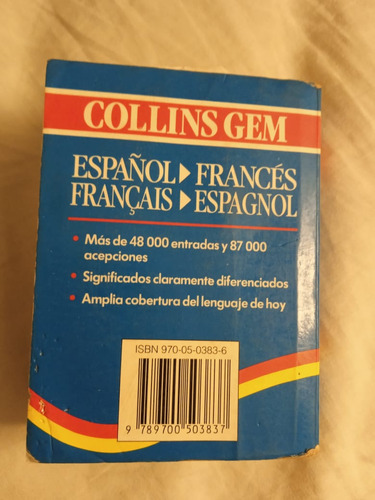 COLLINS GEM
ESPAÑOL ▶ FRANCÉS
FRANÇAIS ▶ ESPAGNOL
• Más de 48 000 entradas y 87 000
acepciones
• Significados claramente diferenciados
• Amplia cobertura del lenguaje de hoy
ISBN 970-05-0383-6
9 789700 503837